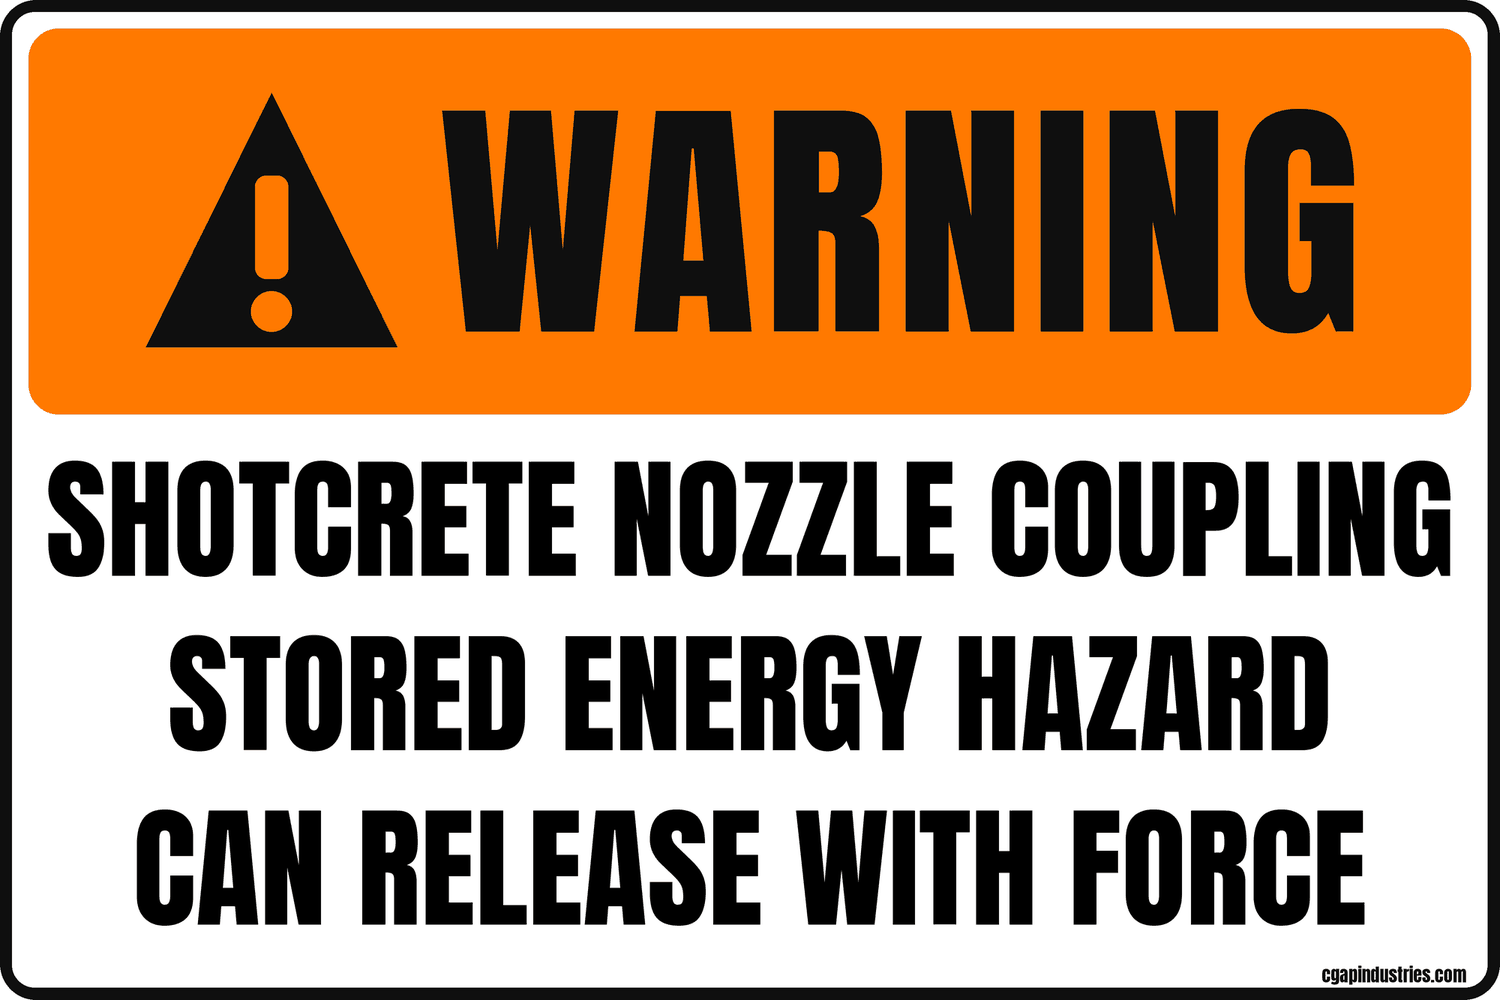 WARNING
SHOTCRETE NOZZLE COUPLING
STORED ENERGY HAZARD
CAN RELEASE WITH FORCE
cgapindustries.com